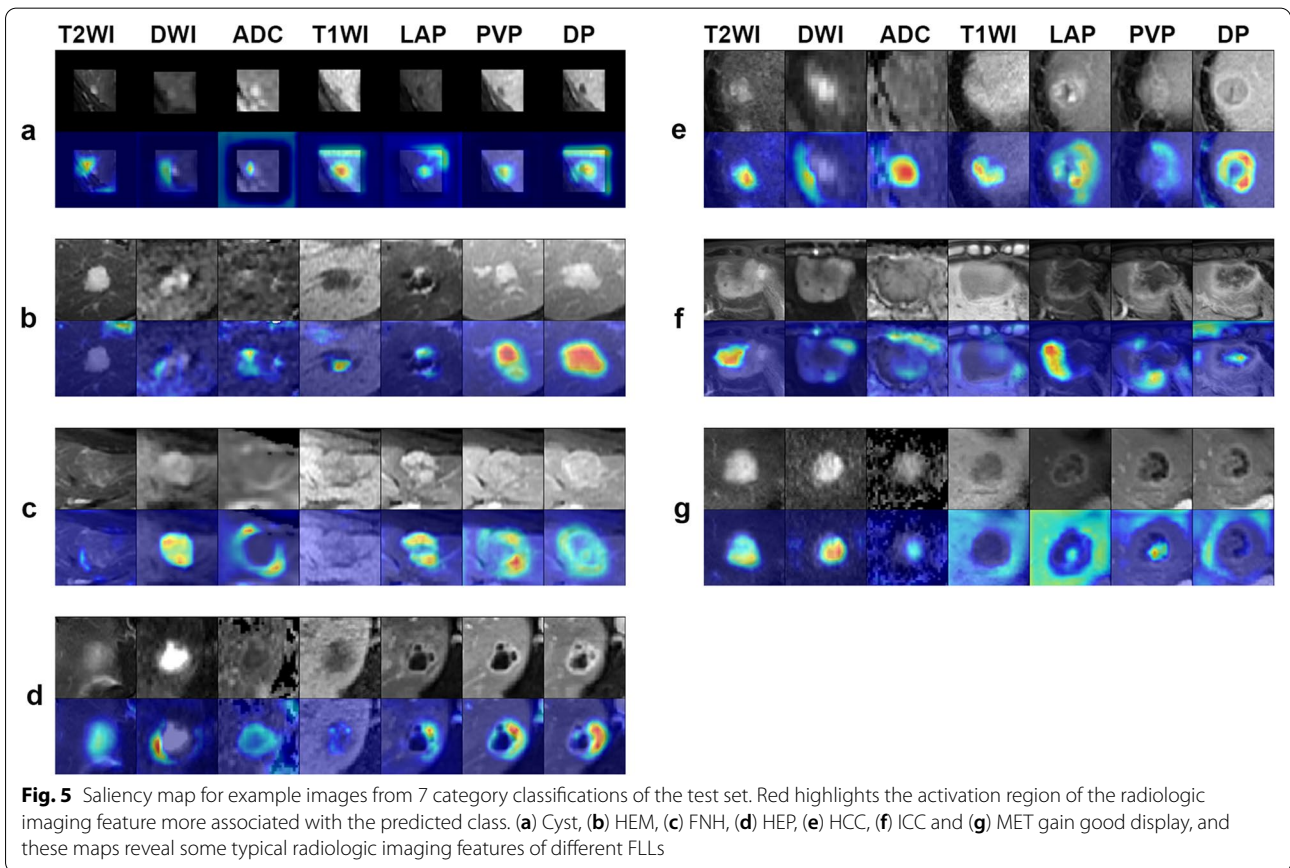 T2WI DWI ADC T1WI LAP PVP DP
a
b
c
d
T2WI DWI ADC T1WI LAP PVP DP
e
f
g
Fig. 5 Saliency map for example images from 7 category classifications of the test set. Red highlights the activation region of the radiologic
imaging feature more associated with the predicted class. (a) Cyst, (b) HEM, (c) FNH, (d) HEP, (e) HCC, (f) ICC and (g) MET gain good display, and
these maps reveal some typical radiologic imaging features of different FLLs